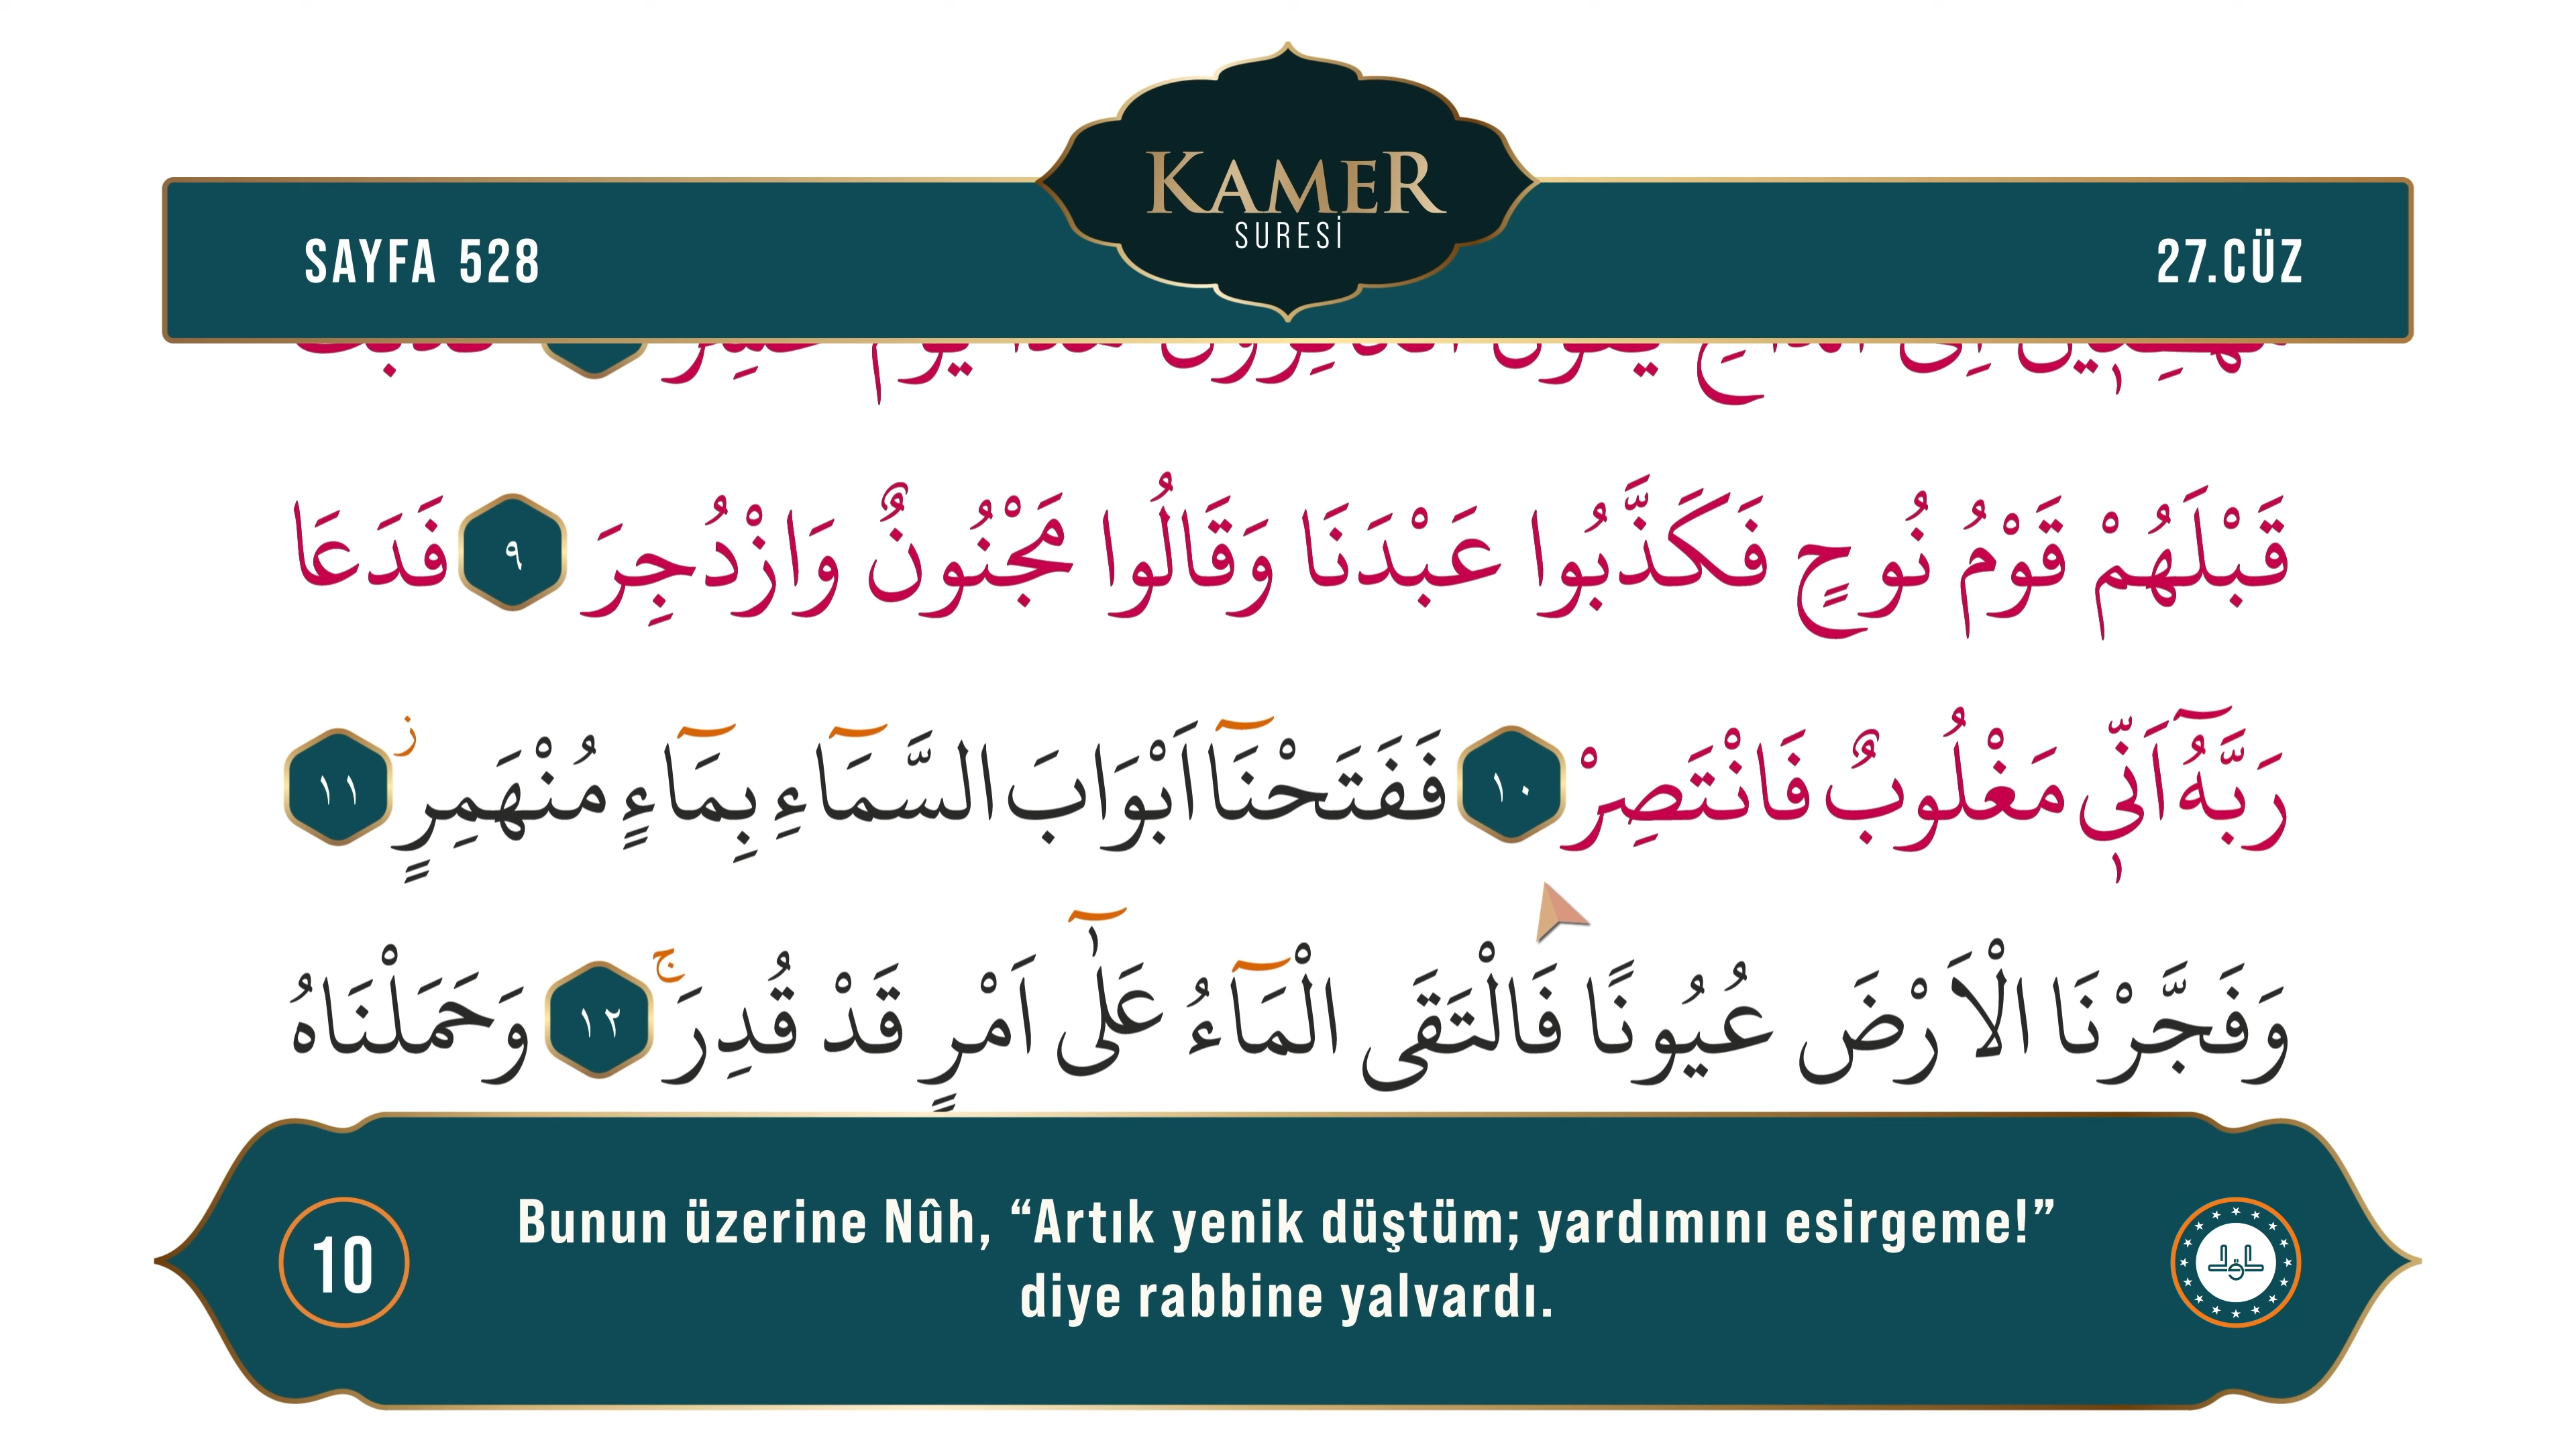 KAMER
SURESİ
SAYFA 528
27.CÜZ
قَبْلَهُمْ قَوْمُ نُوحٍ فَكَذَّبُوا عَبْدَنَا وَقَالُوا مَجْنُونٌ وَازْدُجِرَ ٩ فَدَعَا
رَبَّهُٓ اَنّٖي مَغْلُوبٌ فَانْتَصِرْ ١٠ فَفَتَحْنَٓا اَبْوَابَ السَّمَٓاءِ بِمَٓاءٍ مُنْهَمِرٍۘ ١١
وَفَجَّرْنَا الْاَرْضَ عُيُونًا فَالْتَقَى الْمَٓاءُ عَلٰٓى اَمْرٍ قَدْ قُدِرَۚ ١٢ وَحَمَلْنَاهُ
10
Bunun üzerine Nûh, “Artık yenik düştüm; yardımını esirgeme!”
diye rabbine yalvardı.